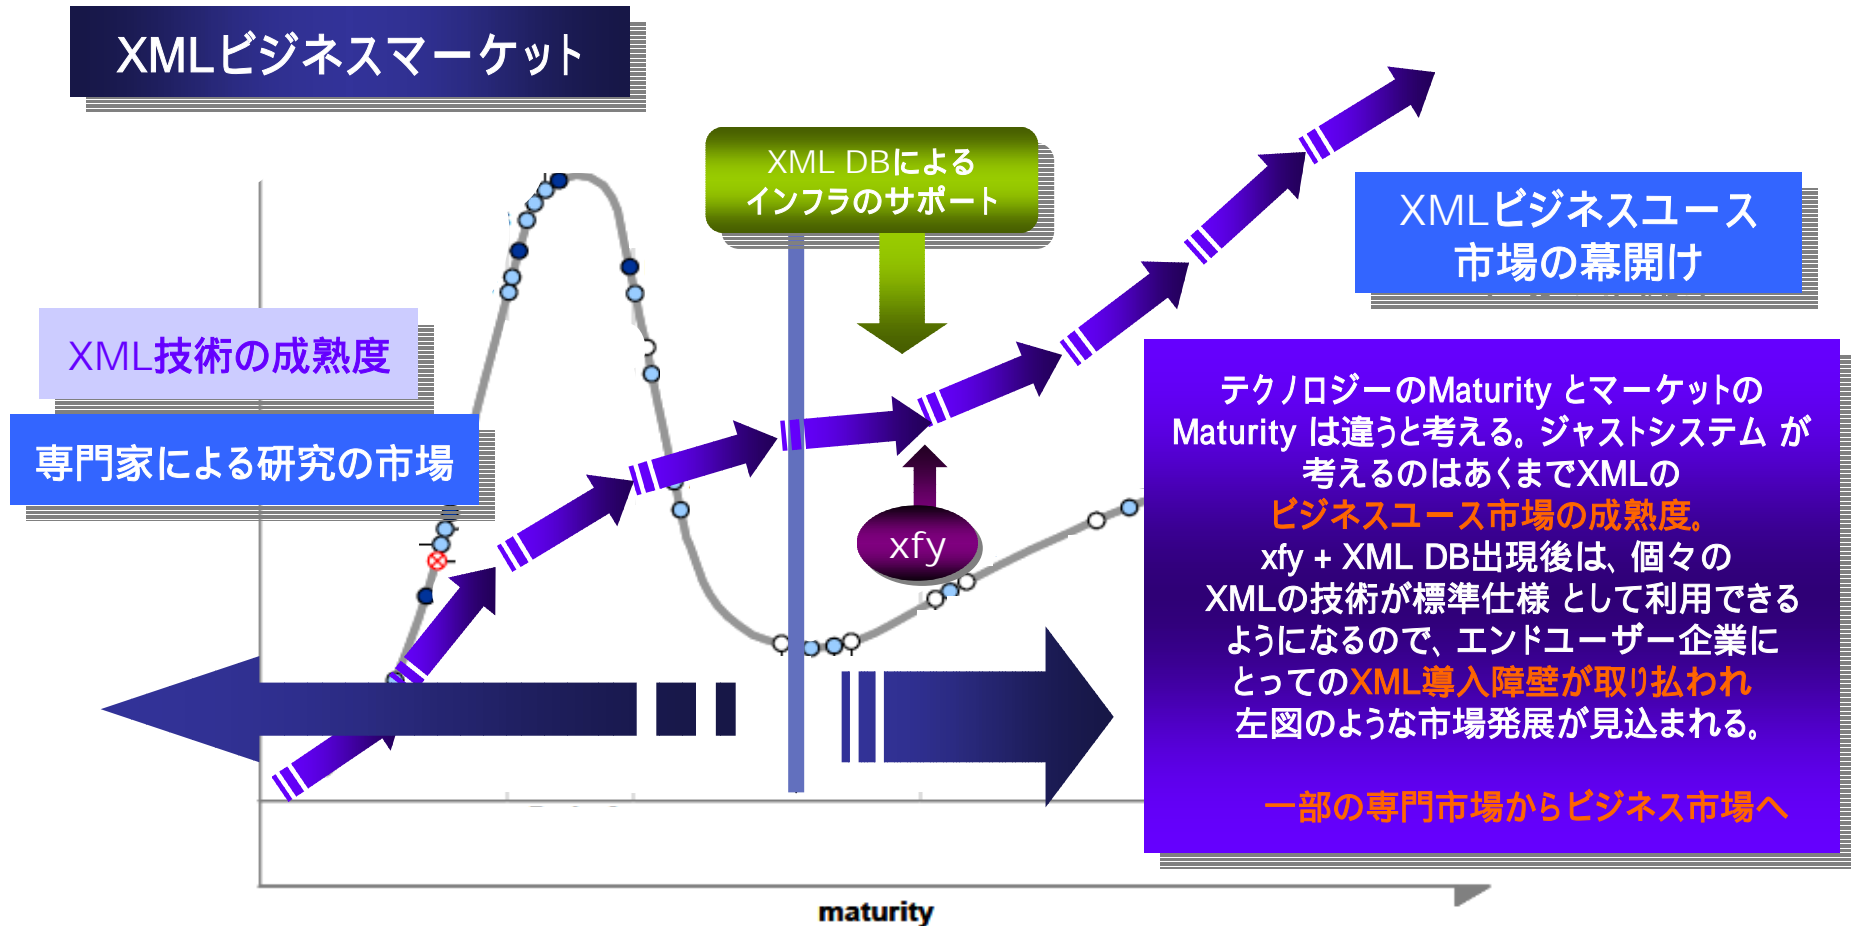 XMLビジネスマーケット
XML DBによる
インフラのサポート
XMLビジネスユース
市場の幕開け
XML技術の成熟度
専門家による研究の市場
xfy
テクノロジーのMaturity とマーケットの
Maturity は違うと考える。ジャストシステム が
考えるのはあくまでXMLの
ビジネスユース市場の成熟度。
xfy + XML DB出現後は、個々の
XMLの技術が標準仕様 として利用できる
ようになるので、エンドユーザー企業に
とってのXML導入障壁が取り払われ
左図のような市場発展が見込まれる。
一部の専門市場からビジネス市場へ
maturity